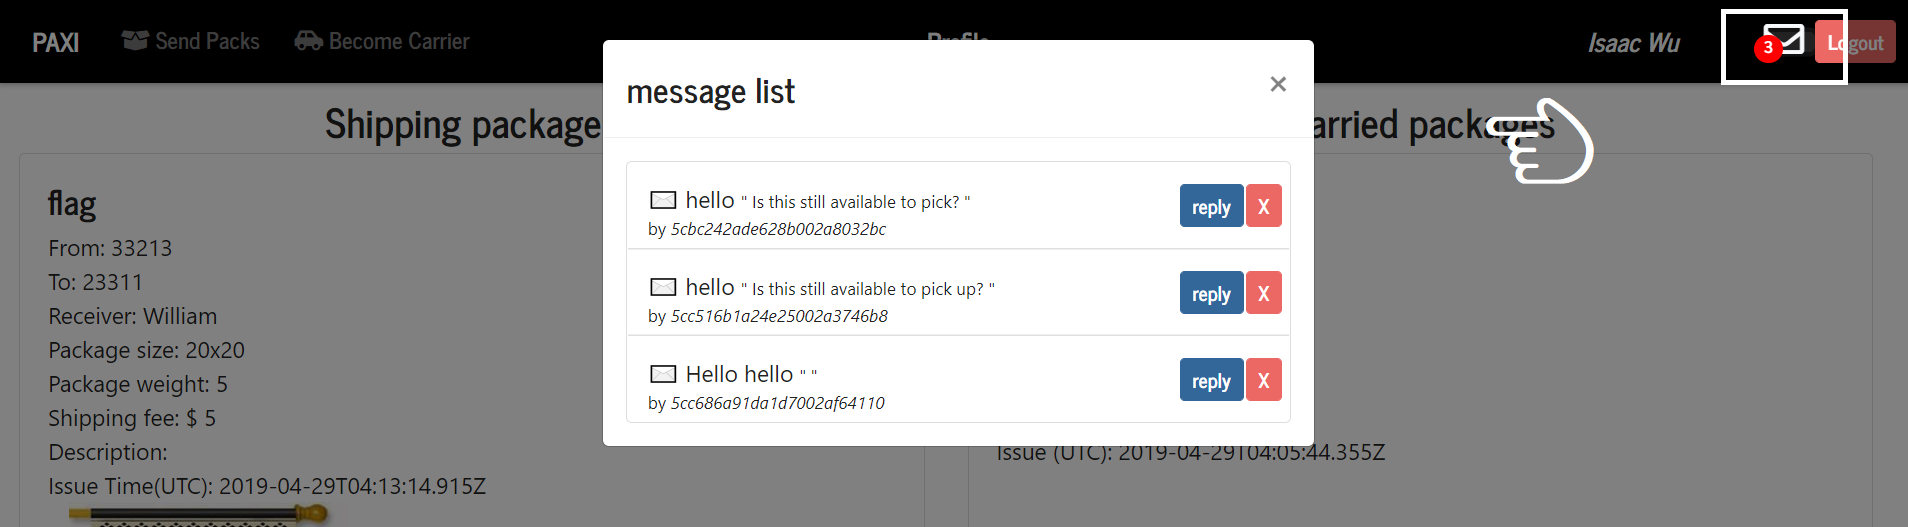 PAXI Send Packs Become Carrier Profile Isaac Wu 3 Logout
message list ×
Shipping package arried packages
hello " Is this still available to pick? " reply X
by 5cbc242ade628b002a8032bc
hello " Is this still available to pick up? " reply X
by 5cc516b1a24e25002a3746b8
Hello hello " " reply X
by 5cc686a91da1d7002af64110
flag
From: 33213
To: 23311
Receiver: William
Package size: 20x20
Package weight: 5
Shipping fee: $ 5
Description:
Issue Time(UTC): 2019-04-29T04:13:14.915Z
Issue (UTC): 2019-04-29T04:05:44.355Z